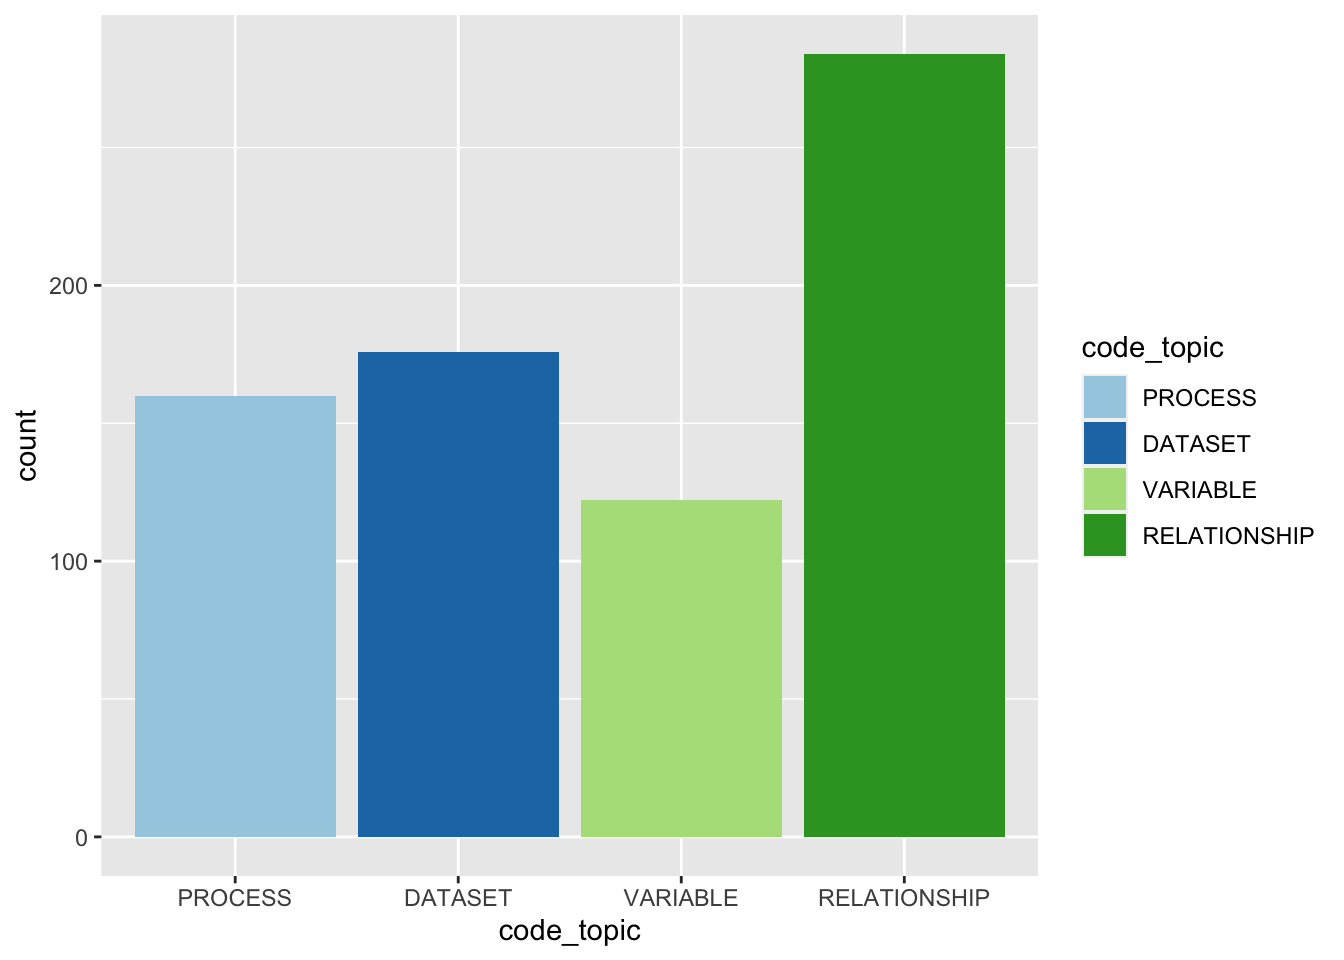 count
200
100
0
PROCESS DATASET VARIABLE RELATIONSHIP
code_topic
code_topic
PROCESS
DATASET
VARIABLE
RELATIONSHIP